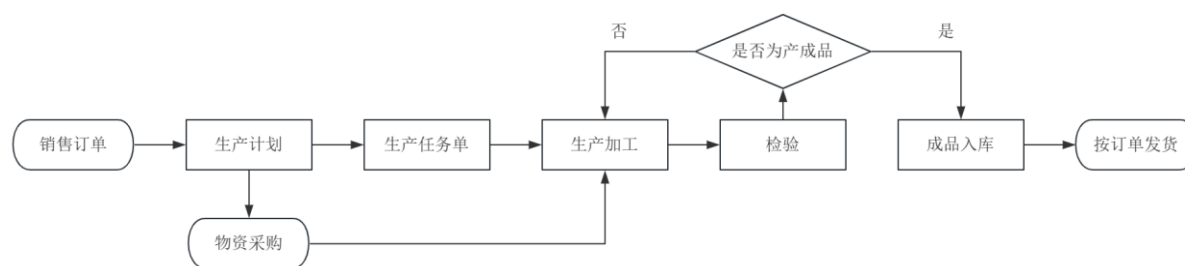 否
是
是否为产成品
销售订单
生产计划
生产任务单
生产加工
检验
成品入库
按订单发货
物资采购